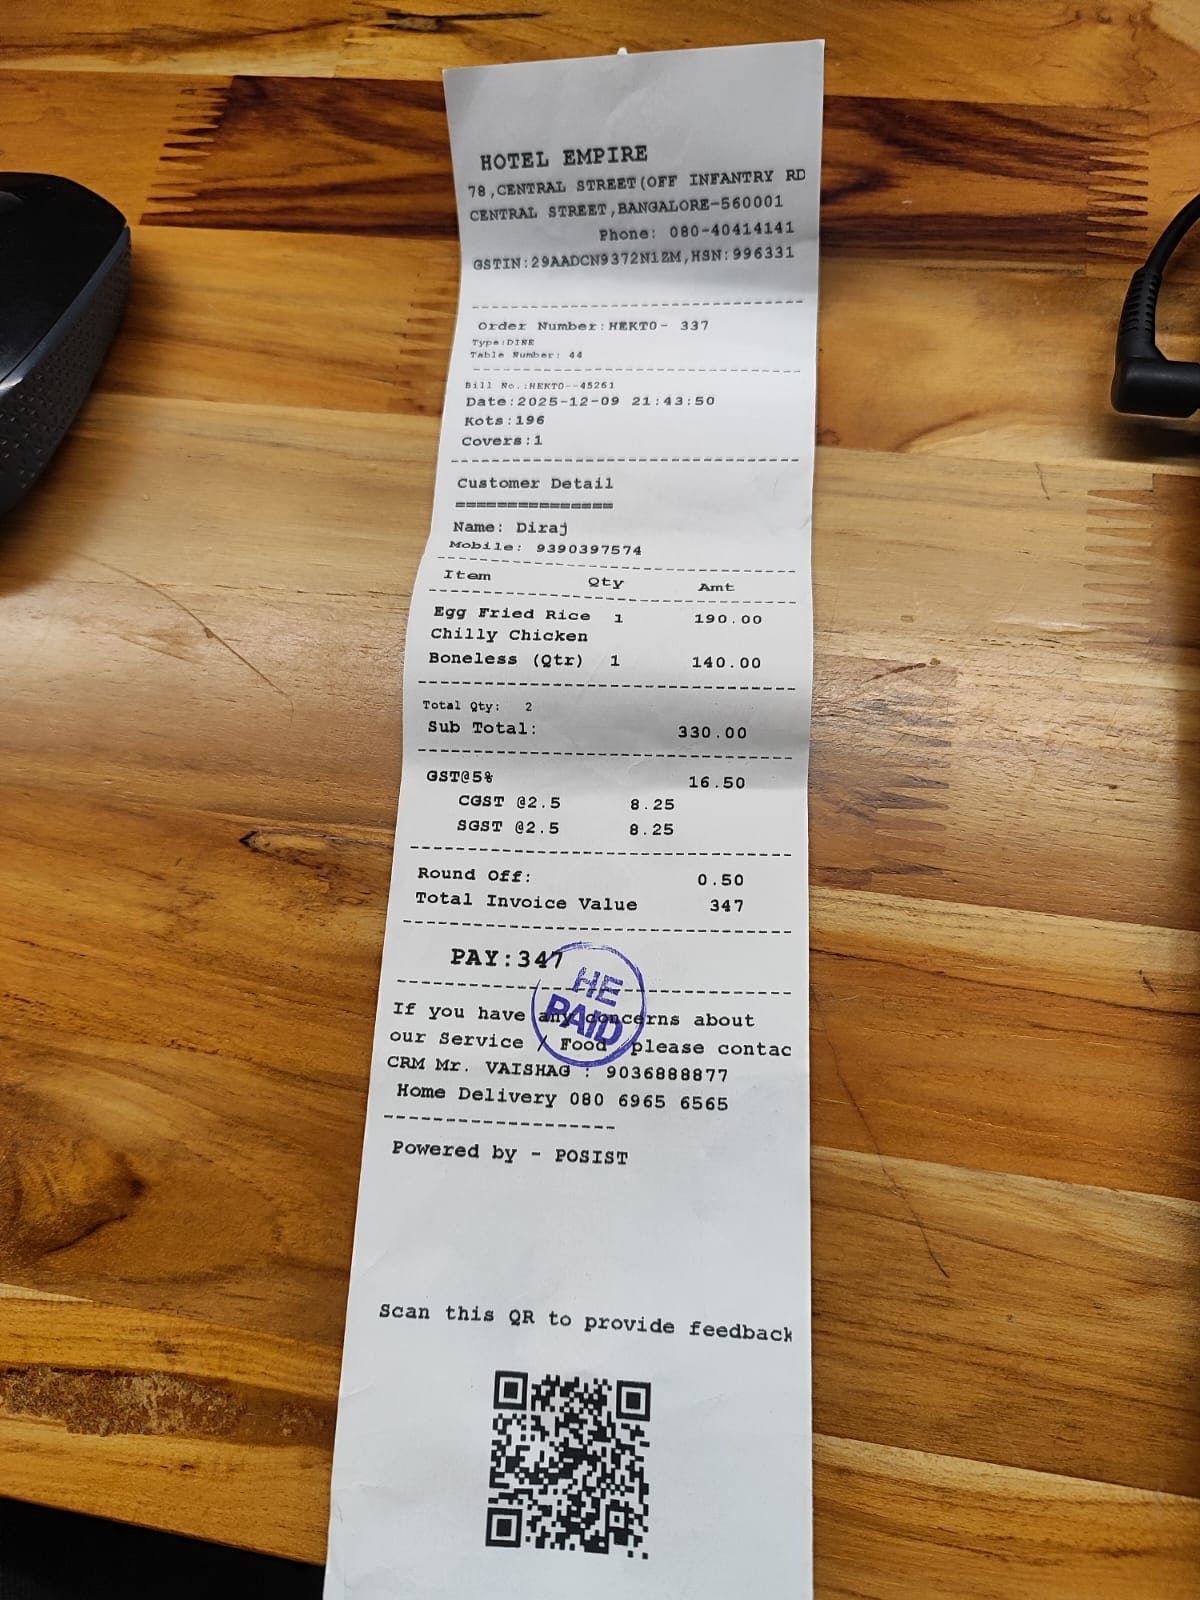 HOTEL EMPIRE
78,CENTRAL STREET(OFF INFANTRY RD
CENTRAL STREET,BANGALORE-560001
Phone: 080-40414141
GSTIN:29AADCN9372N1ZM,HSN:996331
Order Number:HEKTO- 337
Type:DINE
Table Number: 44
Bill No.:HEKTO--45261
Date:2025-12-09 21:43:50
Kots:196
Covers:1
Customer Detail
===============
Name: Diraj
Mobile: 9390397574
Item Qty Amt
Egg Fried Rice 1 190.00
Chilly Chicken
Boneless (Qtr) 1 140.00
Total Qty: 2
Sub Total: 330.00
GST@5% 16.50
CGST @2.5 8.25
SGST @2.5 8.25
Round Off: 0.50
Total Invoice Value 347
PAY:347
HE
PAID
If you have any concerns about
our Service / Food please contac
CRM Mr. VAISHAG : 9036888877
Home Delivery 080 6965 6565
Powered by - POSIST
Scan this QR to provide feedback